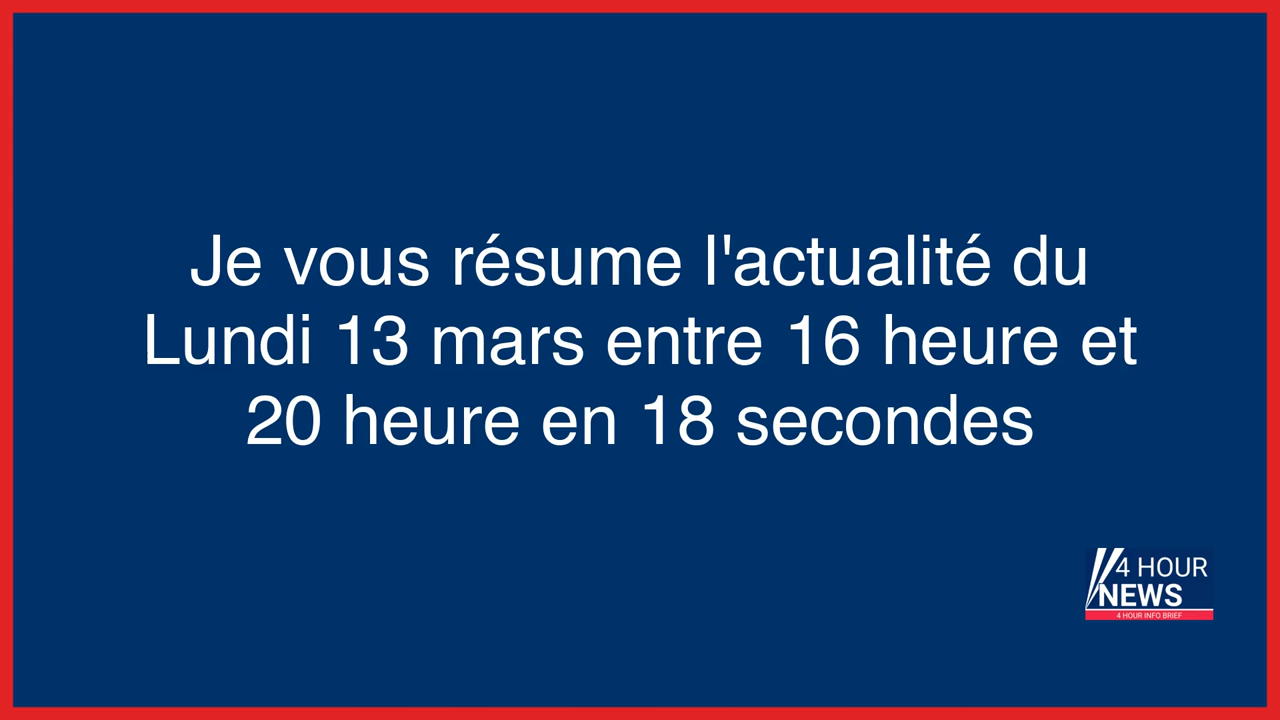 Je vous résume l'actualité du
Lundi 13 mars entre 16 heure et
20 heure en 18 secondes
4 HOUR
NEWS
4 HOUR INFO BRIEF